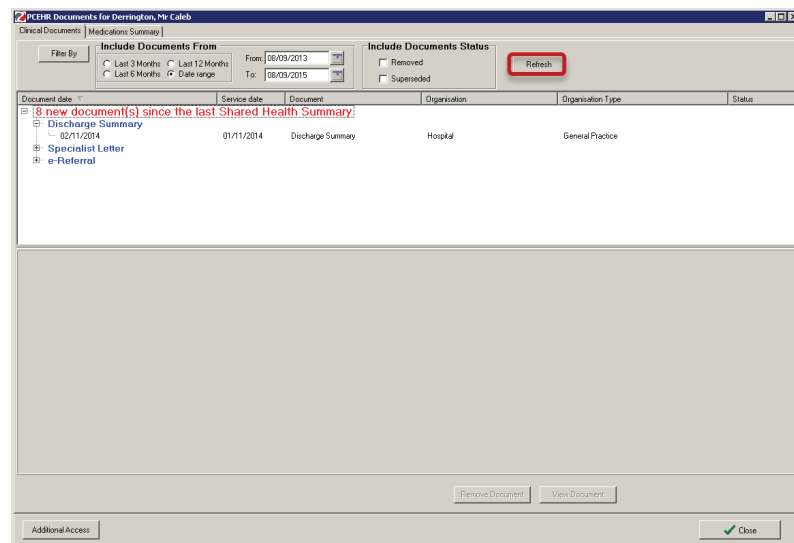 PCEHR Documents for Derrington, Mr Caleb
Clinical Documents Medications Summary
Filter By
Include Documents From
Last 3 Months Last 12 Months
Last 6 Months Date range
From: 08/09/2013
To: 08/09/2015
Include Documents Status
Removed
Superseded
Refresh
Document date Service date Document Organisation Organisation Type Status
8 new document(s) since the last Shared Health Summary
Discharge Summary
02/11/2014 01/11/2014 Discharge Summary Hospital General Practice
Specialist Letter
e-Referral
Remove Document View Document
Additional Access Close